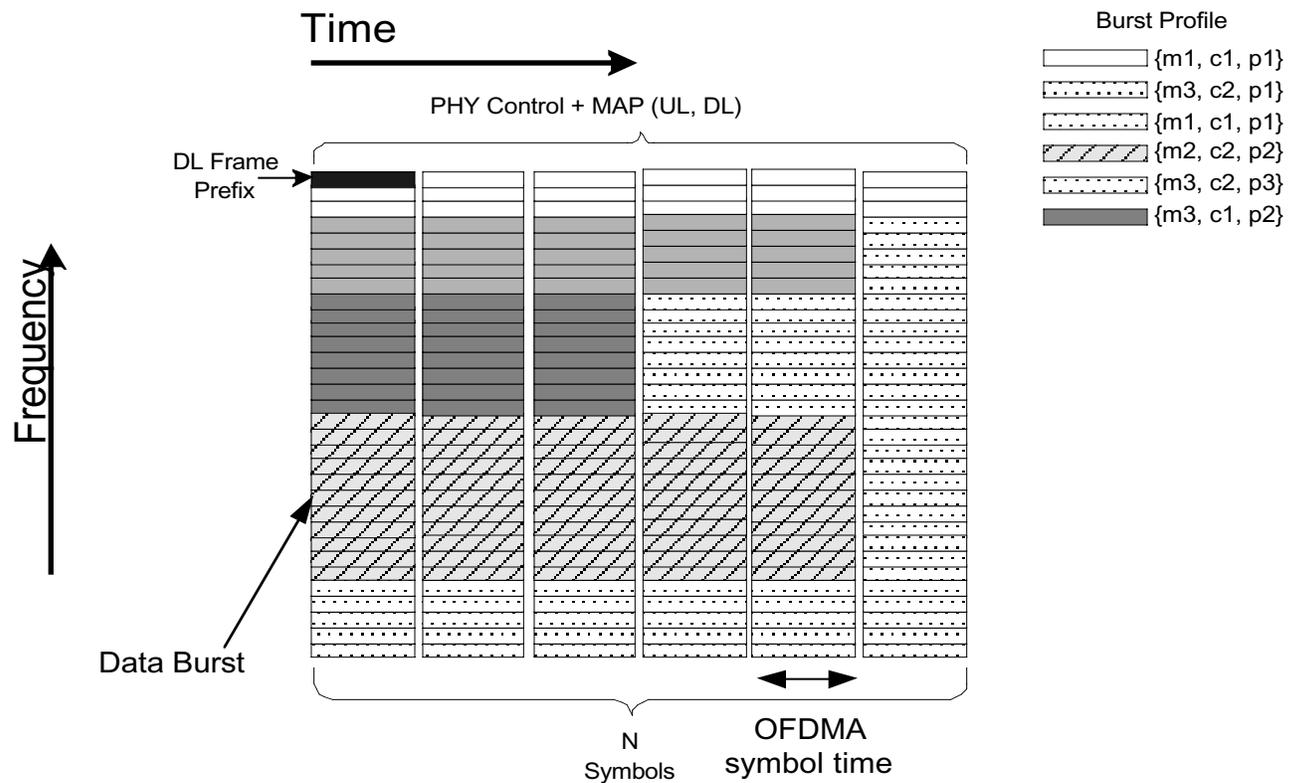 Time
Burst Profile
{m1, c1, p1}
{m3, c2, p1}
{m1, c1, p1}
{m2, c2, p2}
{m3, c2, p3}
{m3, c1, p2}
PHY Control + MAP (UL, DL)
DL Frame
Prefix
Frequency
Data Burst
N
Symbols
OFDMA
symbol time